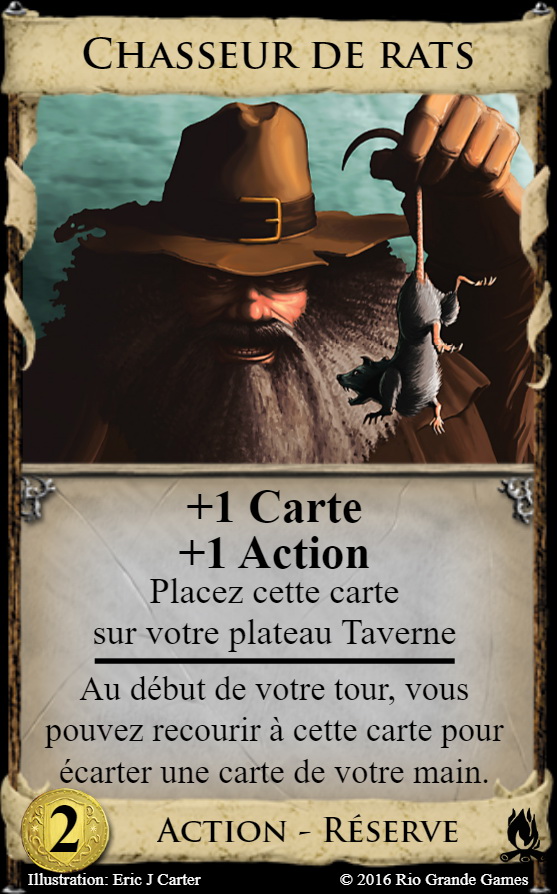 Chasseur de rats
+1 Carte
+1 Action
Placez cette carte
sur votre plateau Taverne
Au début de votre tour, vous
pouvez recourir à cette carte pour
écarter une carte de votre main.
2
Action - Réserve
Illustration: Eric J Carter
© 2016 Rio Grande Games